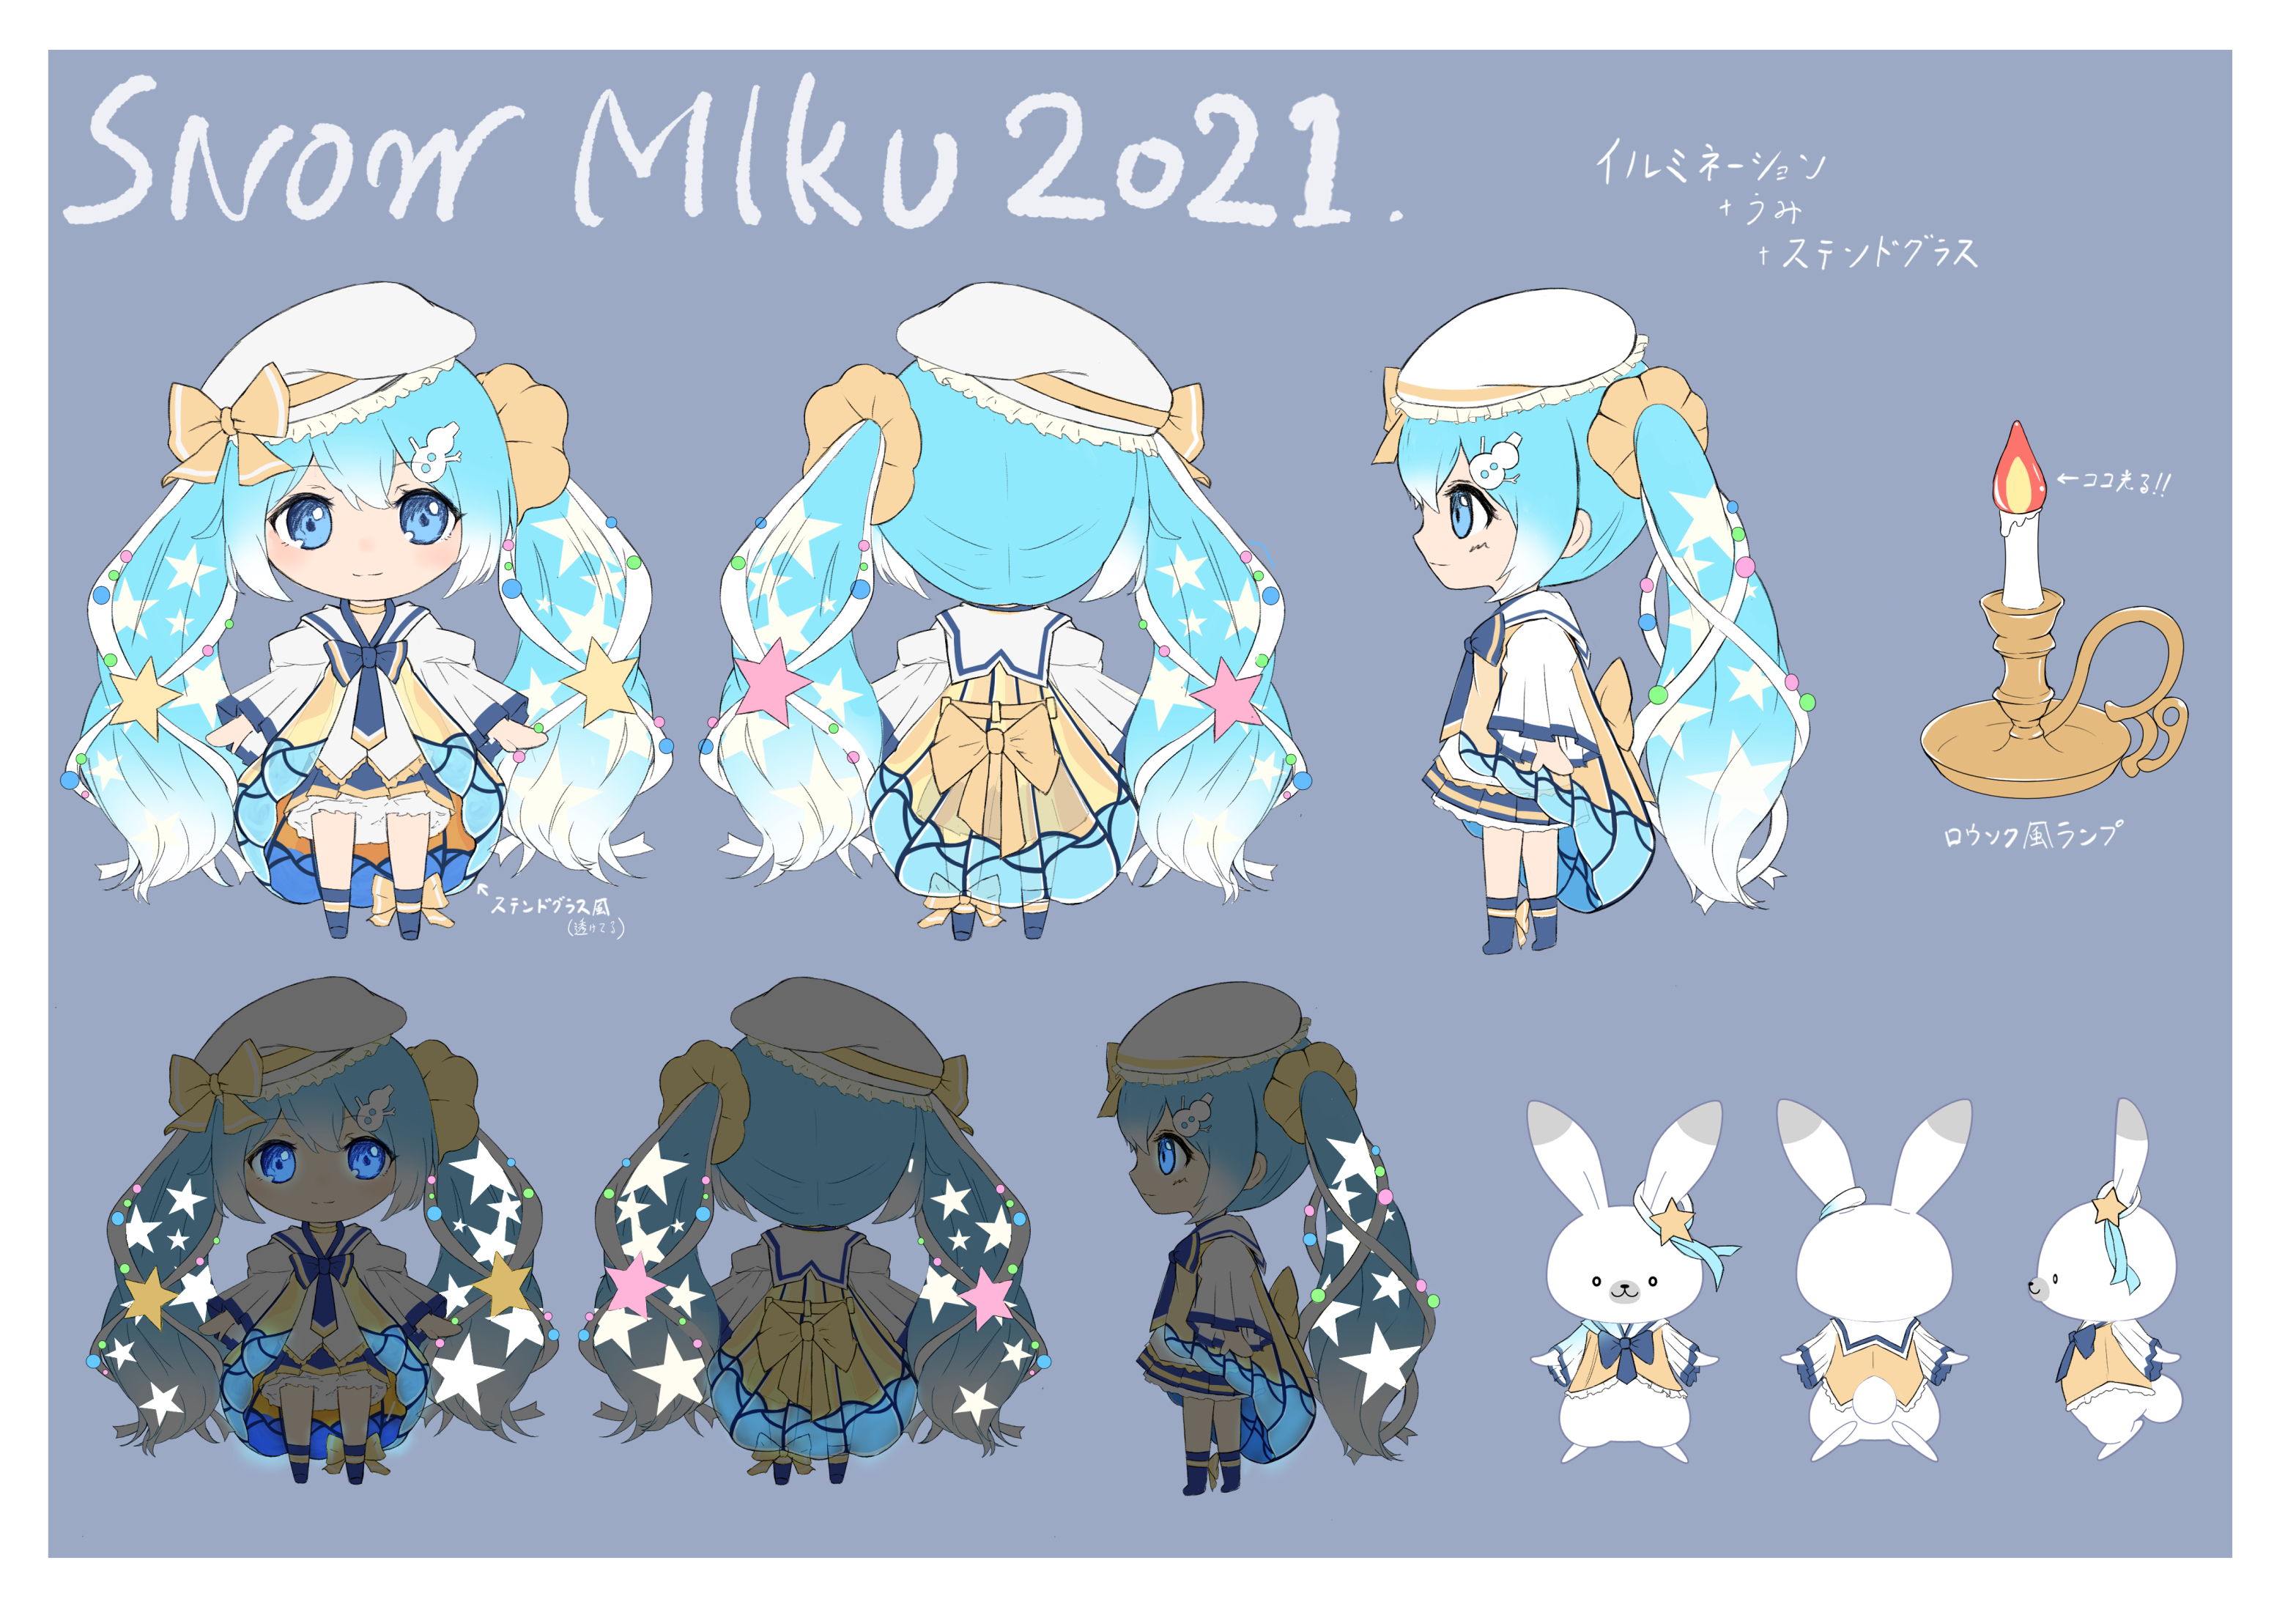 Snow MIku 2021.
イルミネーション
+うみ
+ステンドグラス
←ココ光る!!
ロウソク風ランプ
ステンドグラス風
(透けてる)